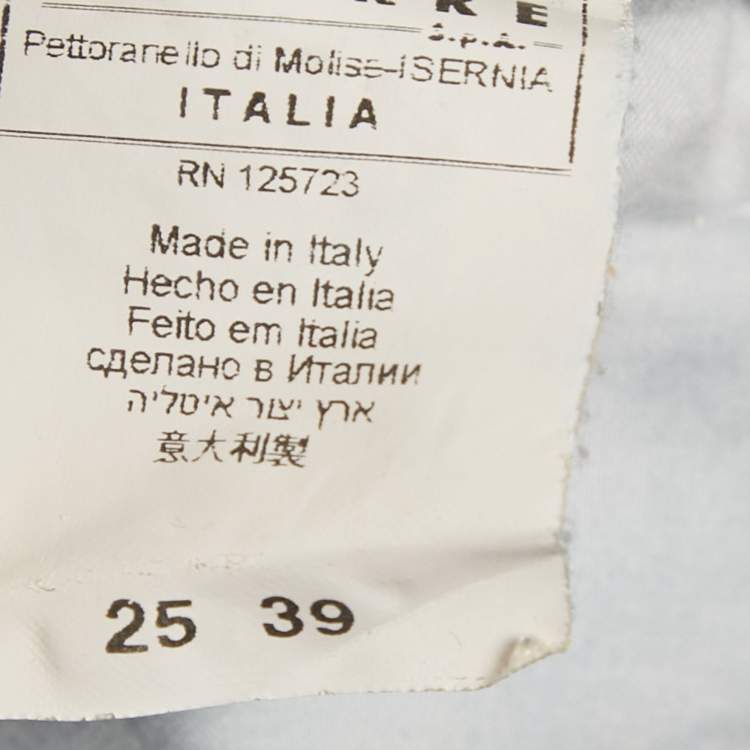 S.p.A.
Pettoranello di Molise-ISERNIA
ITALIA
RN 125723
Made in Italy
Hecho en Italia
Feito em Italia
сделано в Италии
ארץ יצור איטליה
意大利製
25 39